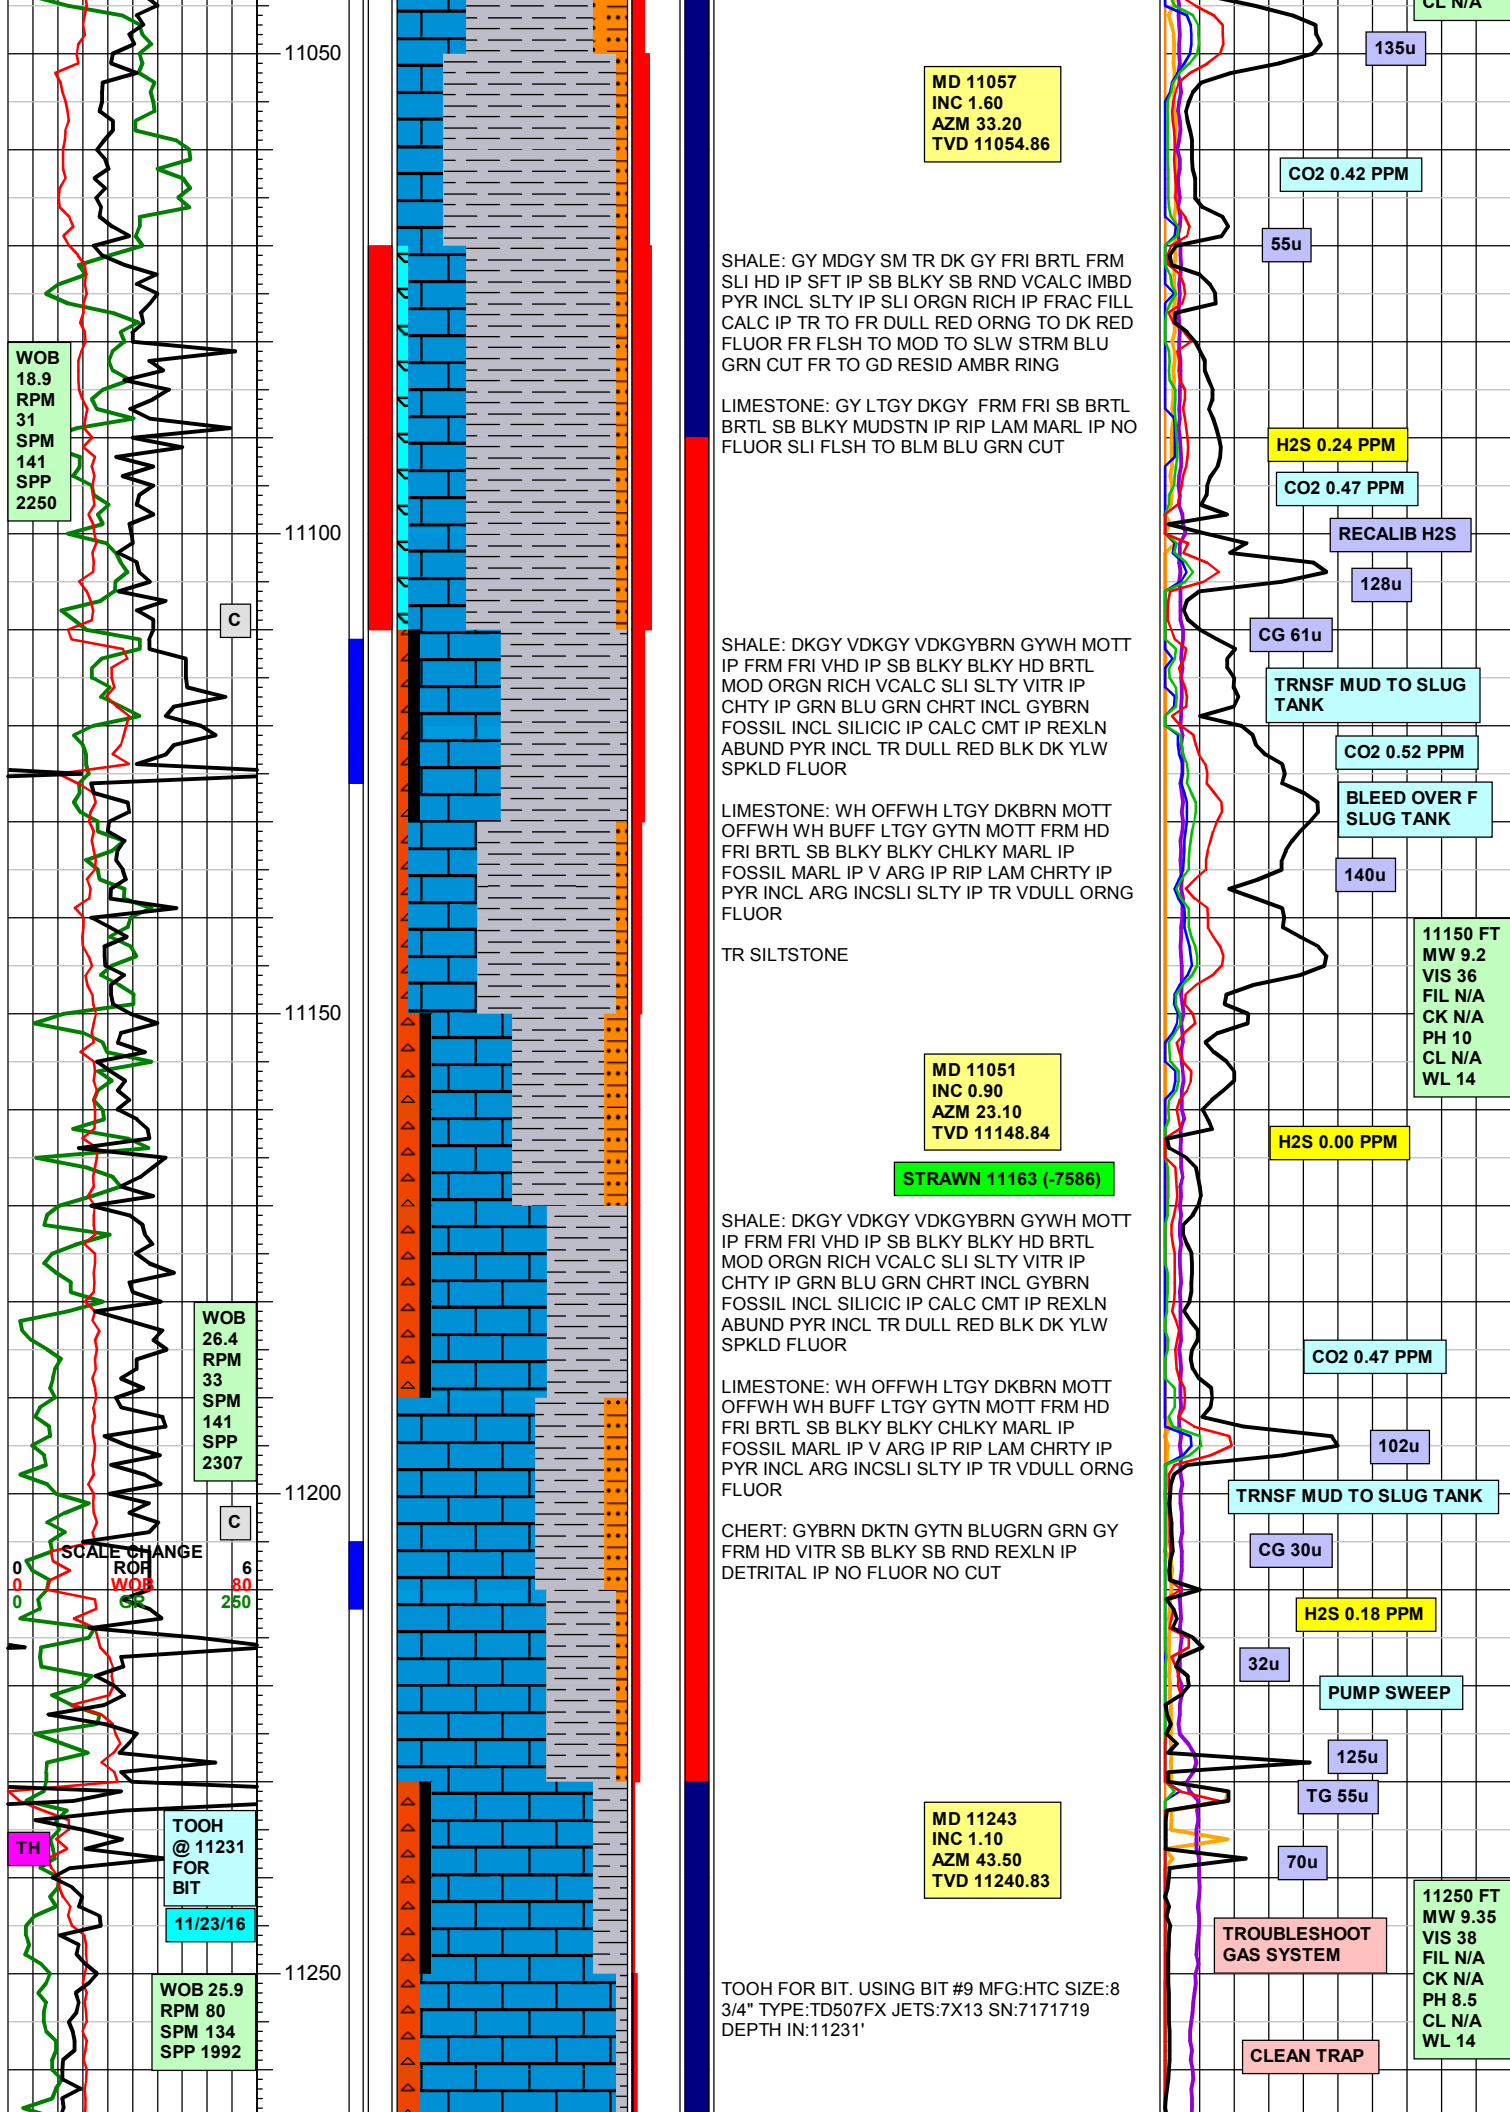 CL N/A
11050
135u
MD 11057
INC 1.60
AZM 33.20
TVD 11054.86
CO2 0.42 PPM
55u
SHALE: GY MDGY SM TR DK GY FRI BRTL FRM
SLI HD IP SFT IP SB BLKY SB RND VCALC IMBD
PYR INCL SLTY IP SLI ORGN RICH IP FRAC FILL
CALC IP TR TO FR DULL RED ORNG TO DK RED
FLUOR FR FLSH TO MOD TO SLW STRM BLU
GRN CUT FR TO GD RESID AMBR RING
WOB
18.9
RPM
31
SPM
141
SPP
2250
LIMESTONE: GY LTGY DKGY  FRM FRI SB BRTL
BRTL SB BLKY MUDSTN IP RIP LAM MARL IP NO
FLUOR SLI FLSH TO BLM BLU GRN CUT
H2S 0.24 PPM
CO2 0.47 PPM
11100
RECALIB H2S
128u
C
CG 61u
SHALE: DKGY VDKGY VDKGYBRN GYWH MOTT
IP FRM FRI VHD IP SB BLKY BLKY HD BRTL
MOD ORGN RICH VCALC SLI SLTY VITR IP
CHTY IP GRN BLU GRN CHRT INCL GYBRN
FOSSIL INCL SILICIC IP CALC CMT IP REXLN
ABUND PYR INCL TR DULL RED BLK DK YLW
SPKLD FLUOR
TRNSF MUD TO SLUG
TANK
CO2 0.52 PPM
BLEED OVER F
SLUG TANK
LIMESTONE: WH OFFWH LTGY DKBRN MOTT
OFFWH WH BUFF LTGY GYTN MOTT FRM HD
FRI BRTL SB BLKY BLKY CHLKY MARL IP
FOSSIL MARL IP V ARG IP RIP LAM CHRTY IP
PYR INCL ARG INCSLI SLTY IP TR VDULL ORNG
FLUOR
140u
TR SILTSTONE
11150 FT
MW 9.2
VIS 36
FIL N/A
CK N/A
PH 10
CL N/A
WL 14
11150
MD 11051
INC 0.90
AZM 23.10
TVD 11148.84
H2S 0.00 PPM
STRAWN 11163 (-7586)
SHALE: DKGY VDKGY VDKGYBRN GYWH MOTT
IP FRM FRI VHD IP SB BLKY BLKY HD BRTL
MOD ORGN RICH VCALC SLI SLTY VITR IP
CHTY IP GRN BLU GRN CHRT INCL GYBRN
FOSSIL INCL SILICIC IP CALC CMT IP REXLN
ABUND PYR INCL TR DULL RED BLK DK YLW
SPKLD FLUOR
WOB
26.4
RPM
33
SPM
141
SPP
2307
CO2 0.47 PPM
LIMESTONE: WH OFFWH LTGY DKBRN MOTT
OFFWH WH BUFF LTGY GYTN MOTT FRM HD
FRI BRTL SB BLKY BLKY CHLKY MARL IP
FOSSIL MARL IP V ARG IP RIP LAM CHRTY IP
PYR INCL ARG INCSLI SLTY IP TR VDULL ORNG
FLUOR
102u
11200
TRNSF MUD TO SLUG TANK
C
CHERT: GYBRN DKTN GYTN BLUGRN GRN GY
FRM HD VITR SB BLKY SB RND REXLN IP
DETRITAL IP NO FLUOR NO CUT
CG 30u
SCALE CHANGE
0 ROP 6
0 WOB 80
0 GR 250
H2S 0.18 PPM
32u
PUMP SWEEP
125u
TG 55u
TH
TOOH
@ 11231
FOR
BIT
MD 11243
INC 1.10
AZM 43.50
TVD 11240.83
70u
11/23/16
TROUBLESHOOT
GAS SYSTEM
11250 FT
MW 9.35
VIS 38
FIL N/A
CK N/A
PH 8.5
CL N/A
WL 14
11250
WOB 25.9
RPM 80
SPM 134
SPP 1992
TOOH FOR BIT. USING BIT #9 MFG:HTC SIZE:8
3/4" TYPE:TD507FX JETS:7X13 SN:7171719
DEPTH IN:11231'
CLEAN TRAP